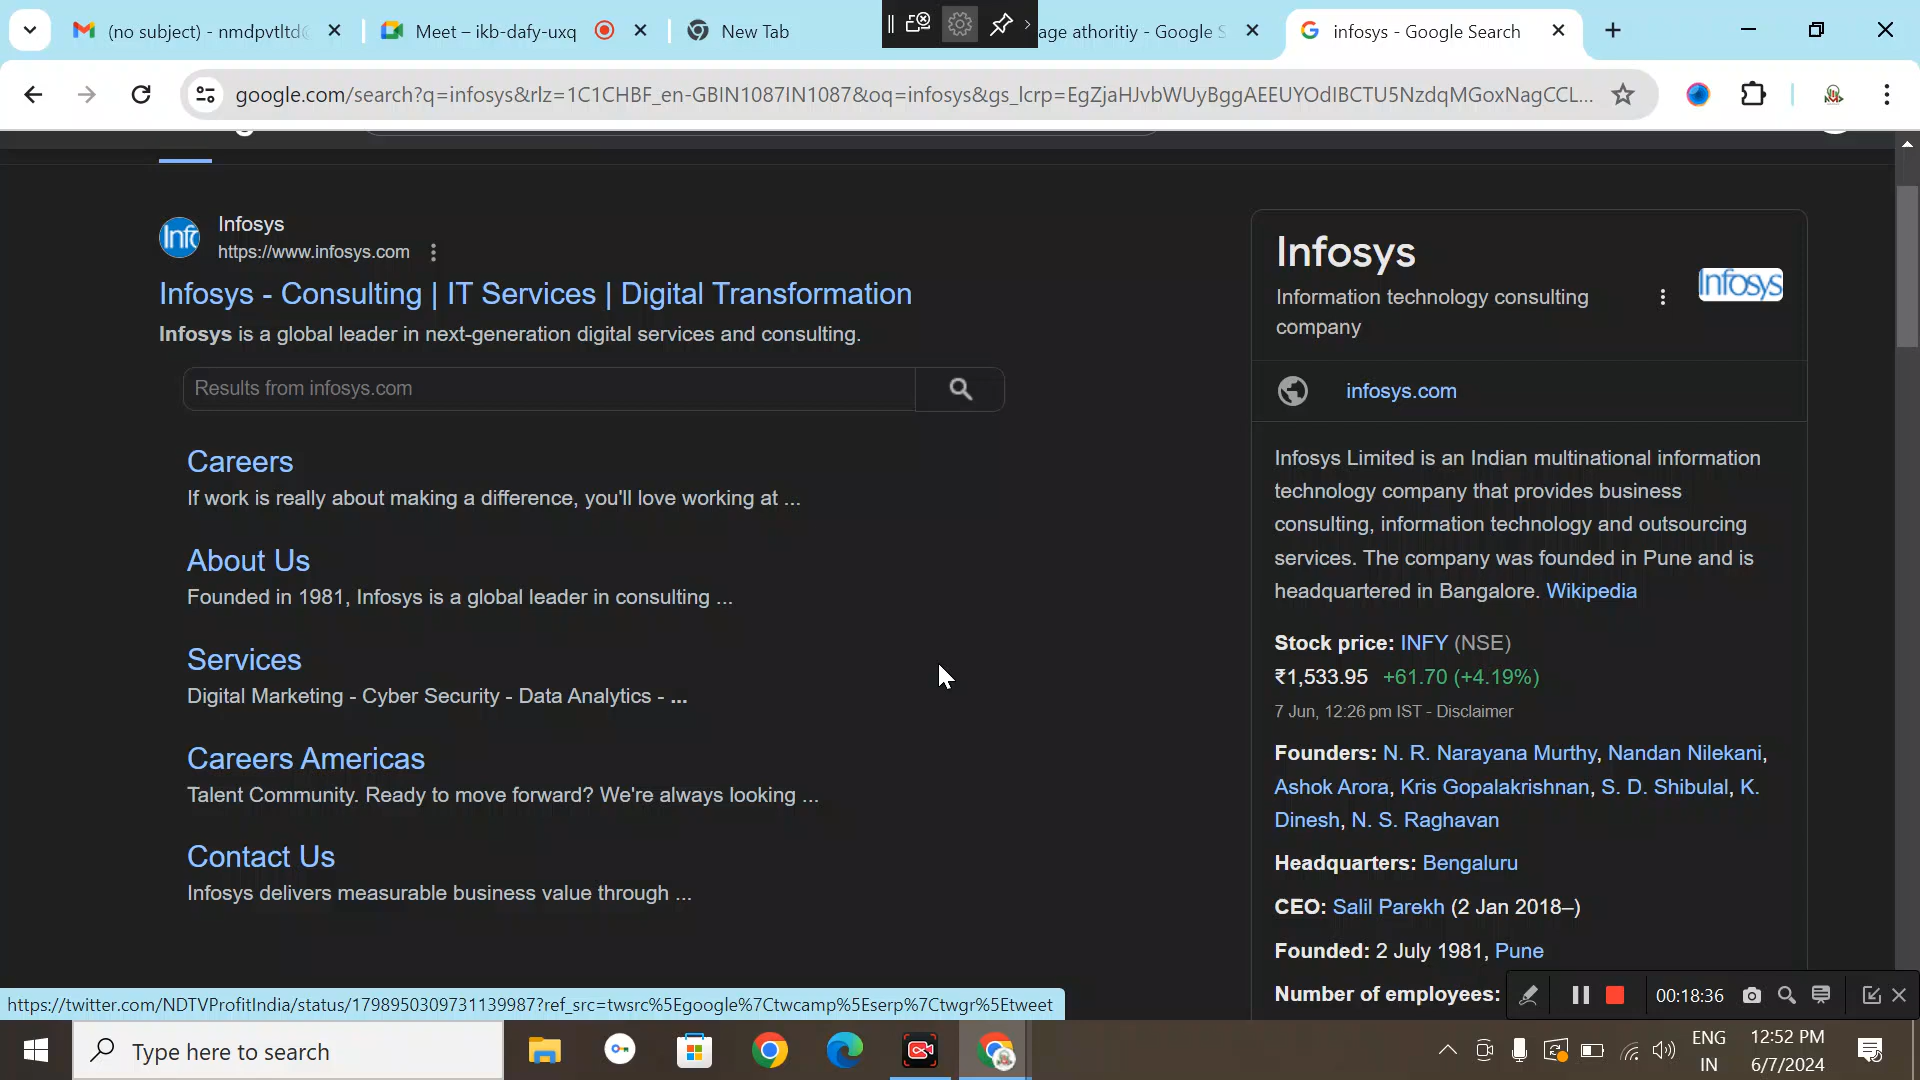 (no subject) - nmdpvtltd@
Meet – ikb-dafy-uxq
New Tab
age athoritiy - Google S
infosys - Google Search
google.com/search?q=infosys&rlz=1C1CHBF_en-GBIN1087IN1087&oq=infosys&gs_lcrp=EgZjaHJvbWUyBggAEEUYOdIBCTU5NzdqMGoxNagCCL...
Infosys
https://www.infosys.com
Infosys - Consulting | IT Services | Digital Transformation
Infosys is a global leader in next-generation digital services and consulting.
Results from infosys.com
Careers
If work is really about making a difference, you'll love working at ...
About Us
Founded in 1981, Infosys is a global leader in consulting ...
Services
Digital Marketing - Cyber Security - Data Analytics - ...
Careers Americas
Talent Community. Ready to move forward? We're always looking ...
Contact Us
Infosys delivers measurable business value through ...
Infosys
Information technology consulting
company
Infosys
infosys.com
Infosys Limited is an Indian multinational information
technology company that provides business
consulting, information technology and outsourcing
services. The company was founded in Pune and is
headquartered in Bangalore. Wikipedia
Stock price: INFY (NSE)
₹1,533.95 +61.70 (+4.19%)
7 Jun, 12:26 pm IST - Disclaimer
Founders: N. R. Narayana Murthy, Nandan Nilekani,
Ashok Arora, Kris Gopalakrishnan, S. D. Shibulal, K.
Dinesh, N. S. Raghavan
Headquarters: Bengaluru
CEO: Salil Parekh (2 Jan 2018–)
Founded: 2 July 1981, Pune
Number of employees:
00:18:36
https://twitter.com/NDTVProfitIndia/status/1798950309731139987?ref_src=twsrc%5Egoogle%7Ctwcamp%5Eserp%7Ctwgr%5Etweet
Type here to search
ENG
IN
12:52 PM
6/7/2024